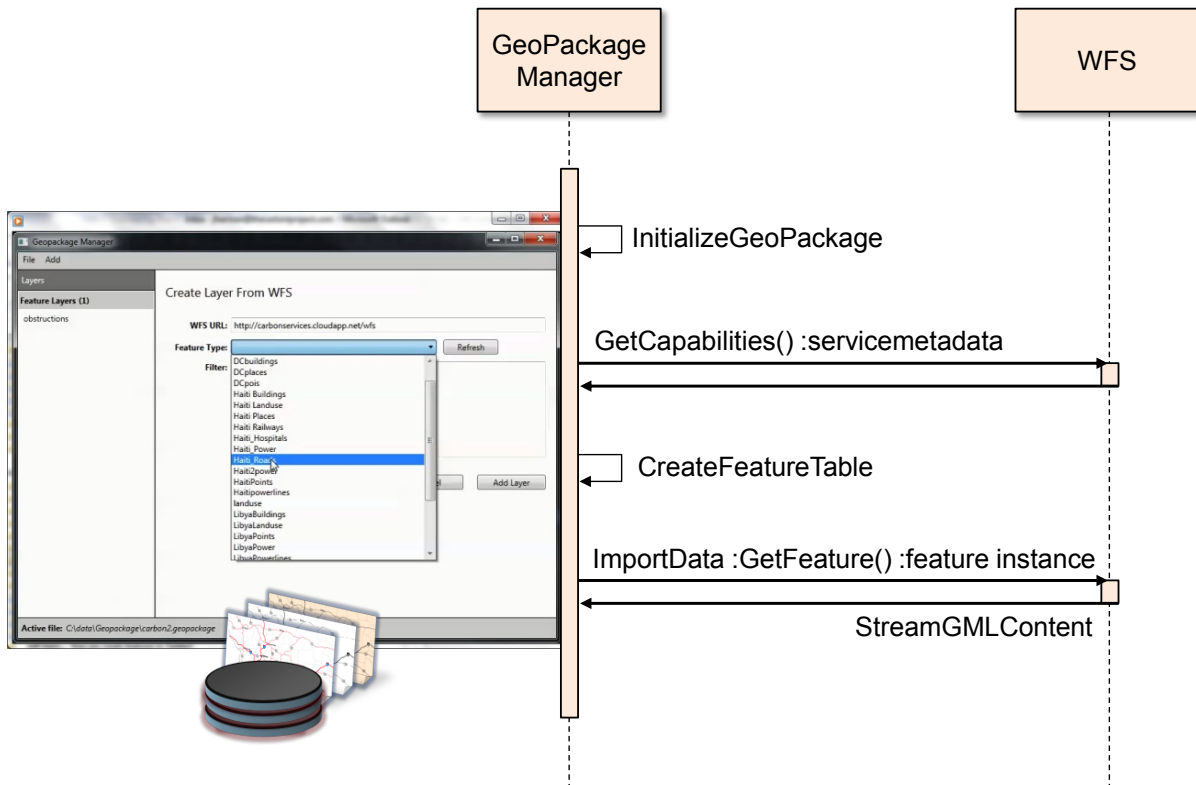 GeoPackage
Manager
WFS
InitializeGeoPackage
GetCapabilities() :servicemetadata
CreateFeatureTable
ImportData :GetFeature() :feature instance
StreamGMLContent
Geopackage Manager
File Add
Layers
Feature Layers (1)
obstructions
Create Layer From WFS
WFS URL: http://carbonservices.cloudapp.net/wfs
Feature Type:
Refresh
Filter:
DCbuildings
DCplaces
DCpois
Haiti Buildings
Haiti Landuse
Haiti Places
Haiti Railways
Haiti_Hospitals
Haiti_Power
Haiti_Roads
Haiti2power
HaitiPoints
Haitipowerlines
landuse
LibyaBuildings
LibyaLanduse
LibyaPoints
LibyaPower
LibyaPowerlines
Add Layer
Active file: C:\data\Geopackage\carbon2.geopackage